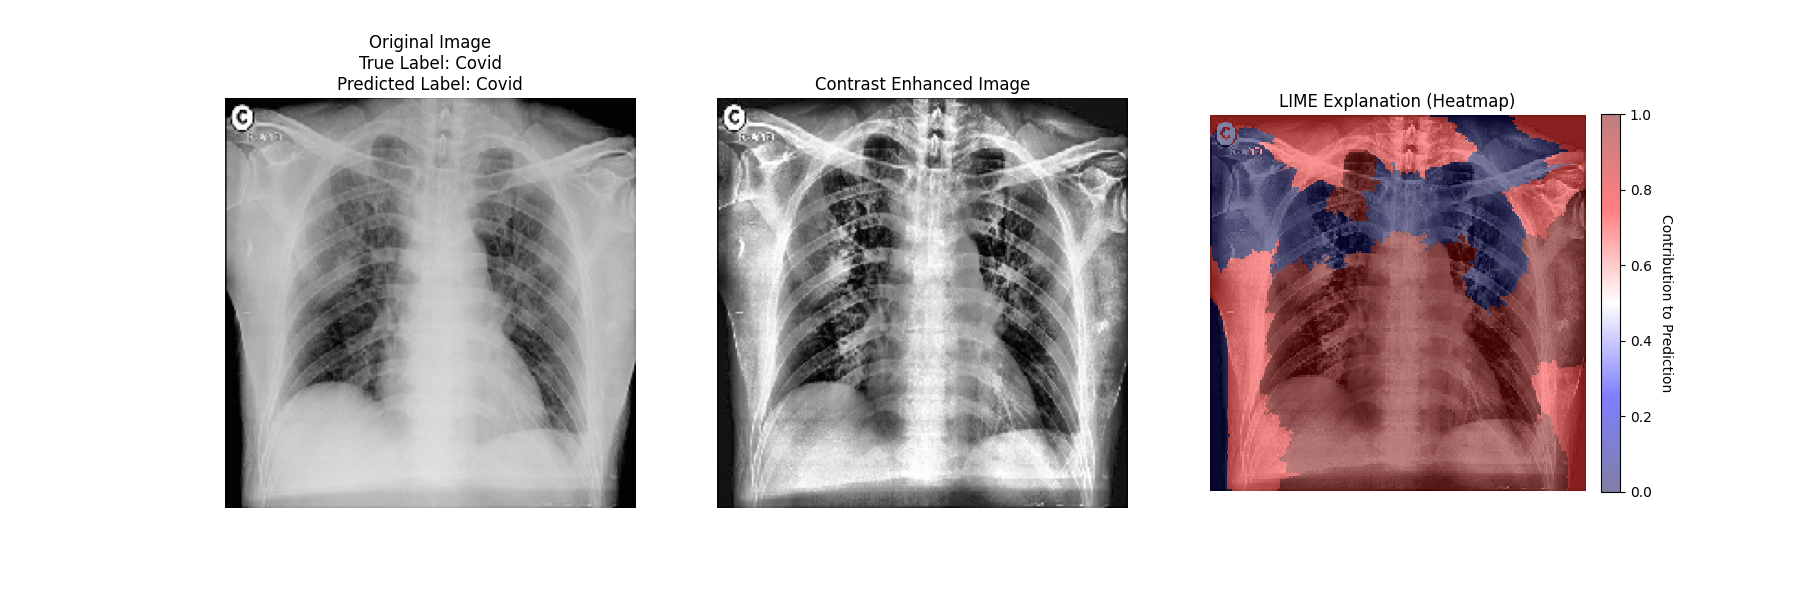 Original Image
True Label: Covid
Predicted Label: Covid
Contrast Enhanced Image
LIME Explanation (Heatmap)
C
C
C
1.0
0.8
0.6
0.4
0.2
0.0
Contribution to Prediction